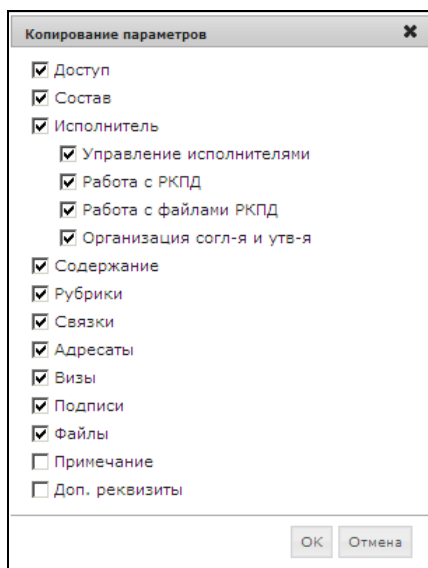 Копирование параметров
Доступ
Состав
Исполнитель
Управление исполнителями
Работа с РКПД
Работа с файлами РКПД
Организация согл-я и утв-я
Содержание
Рубрики
Связки
Адресаты
Визы
Подписи
Файлы
Примечание
Доп. реквизиты
OK Отмена